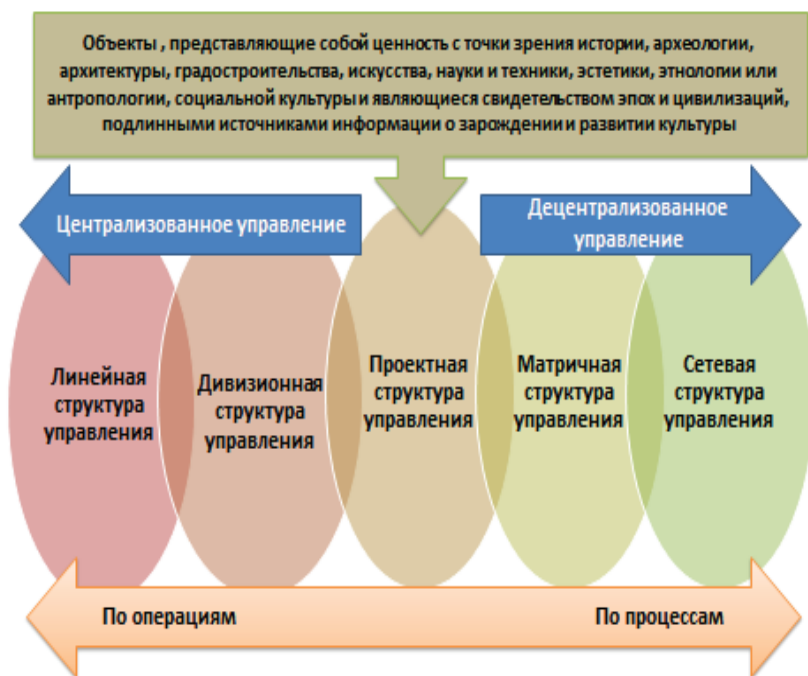 Объекты , представляющие собой ценность с точки зрения истории, археологии,
архитектуры, градостроительства, искусства, науки и техники, эстетики, этнологии или
антропологии, социальной культуры и являющиеся свидетельством эпох и цивилизаций,
подлинными источниками информации о зарождении и развитии культуры
Централизованное управление
Децентрализованное
управление
Линейная
структура
управления
Дивизионная
структура
управления
Проектная
структура
управления
Матричная
структура
управления
Сетевая
структура
управления
По операциям
По процессам